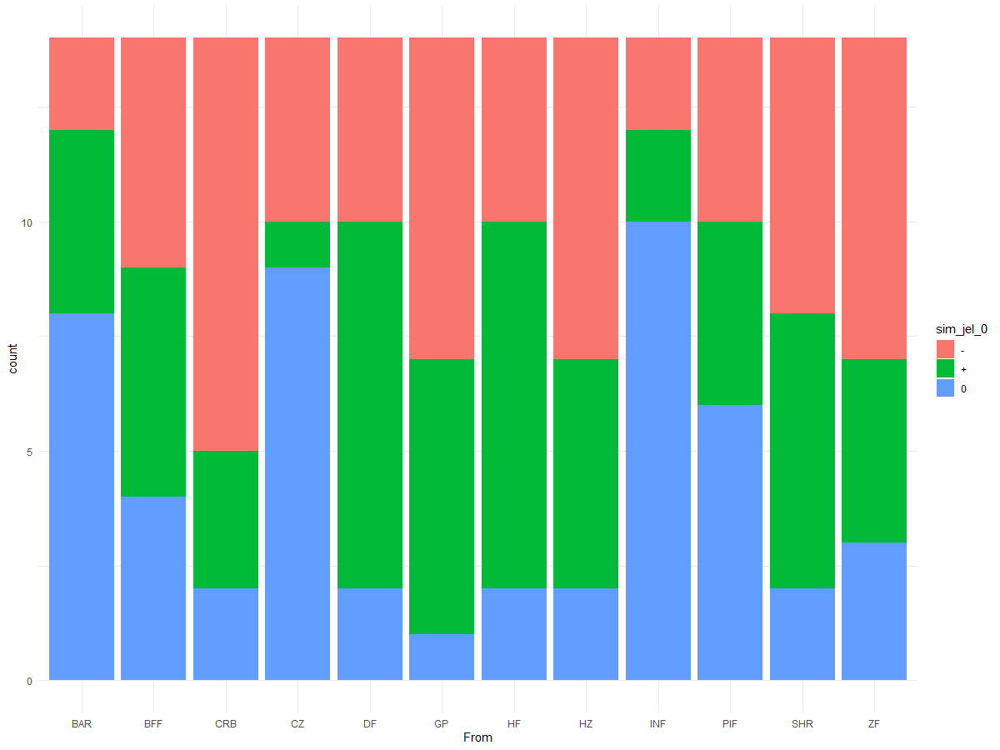 10
5
0
count
BAR BFF CRB CZ DF GP HF HZ INF PIF SHR ZF
From
sim_jel_0
-
+
0